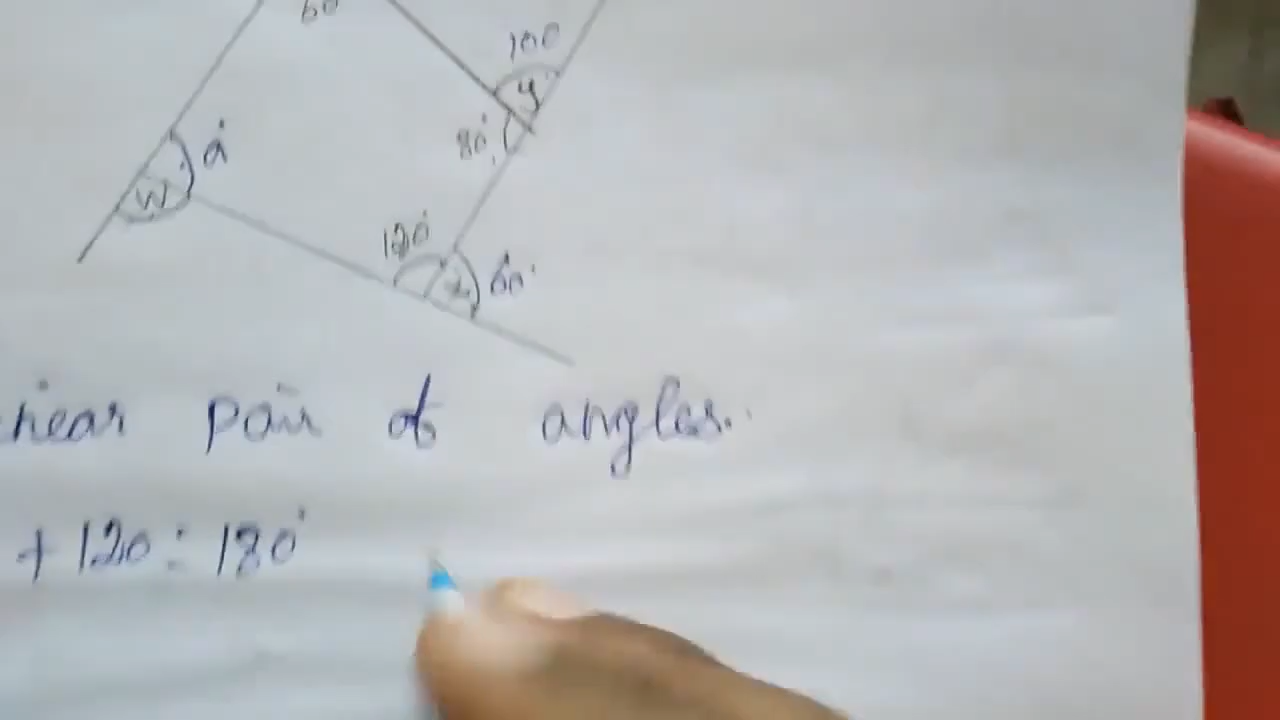 60
100
y
80°
a°
W
120°
z 60°
near pair of angles.
+ 120 = 180°